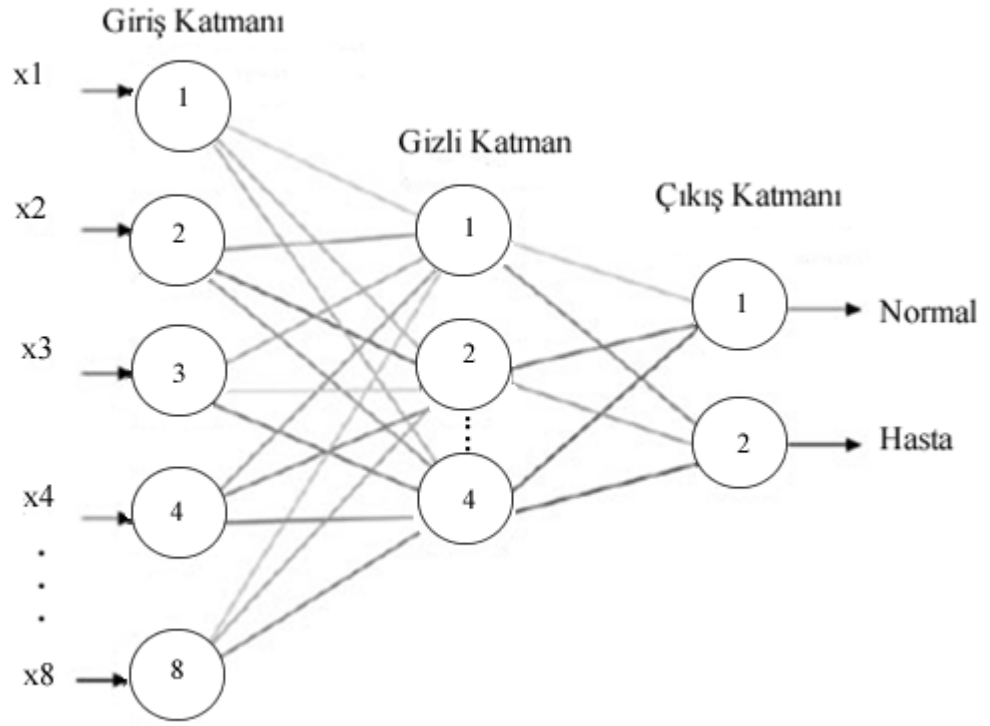 Giriş Katmanı
x1
1
x2
2
x3
3
x4
4
x8
8
Gizli Katman
1
2
4
Çıkış Katmanı
1
Normal
2
Hasta